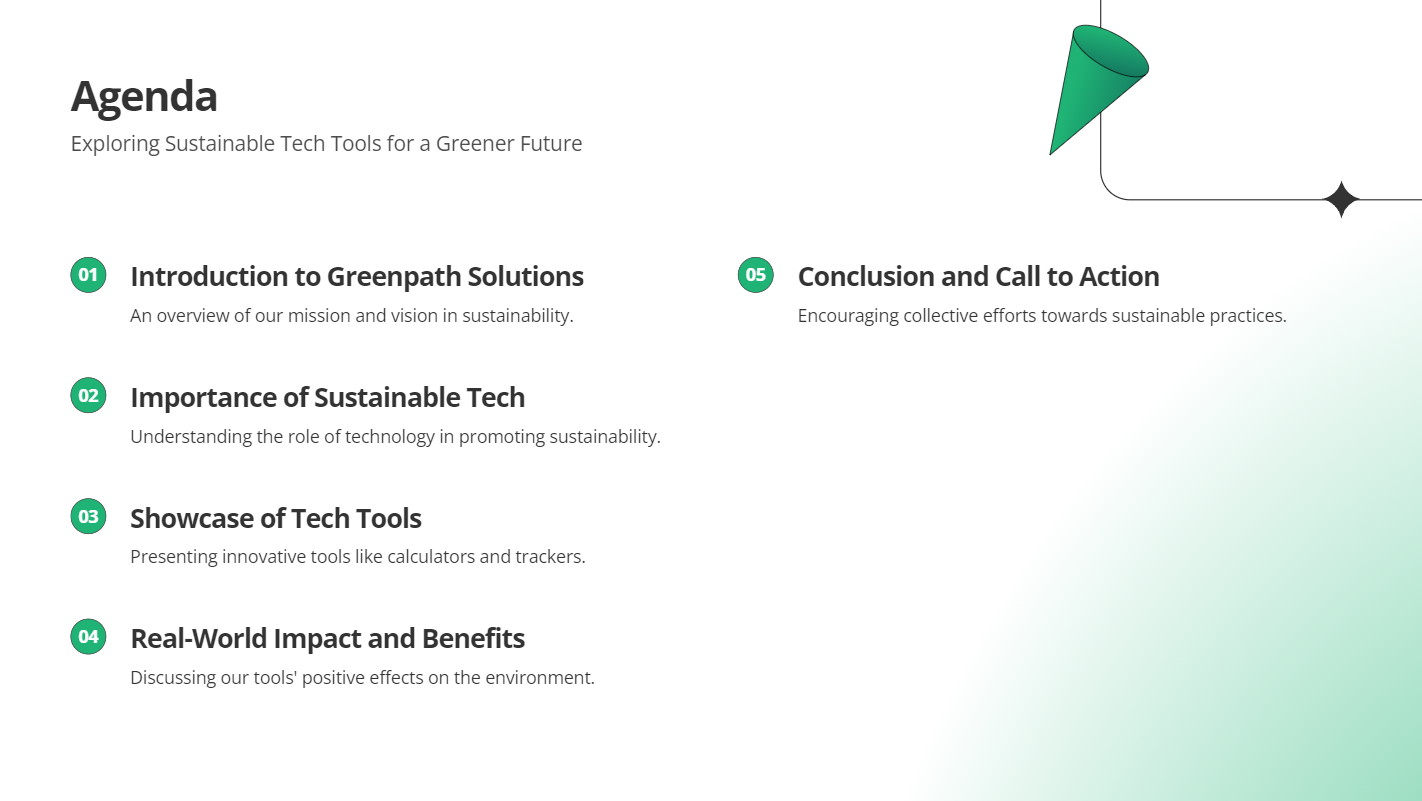 Agenda
Exploring Sustainable Tech Tools for a Greener Future
01
Introduction to Greenpath Solutions
An overview of our mission and vision in sustainability.
02
Importance of Sustainable Tech
Understanding the role of technology in promoting sustainability.
03
Showcase of Tech Tools
Presenting innovative tools like calculators and trackers.
04
Real-World Impact and Benefits
Discussing our tools' positive effects on the environment.
05
Conclusion and Call to Action
Encouraging collective efforts towards sustainable practices.